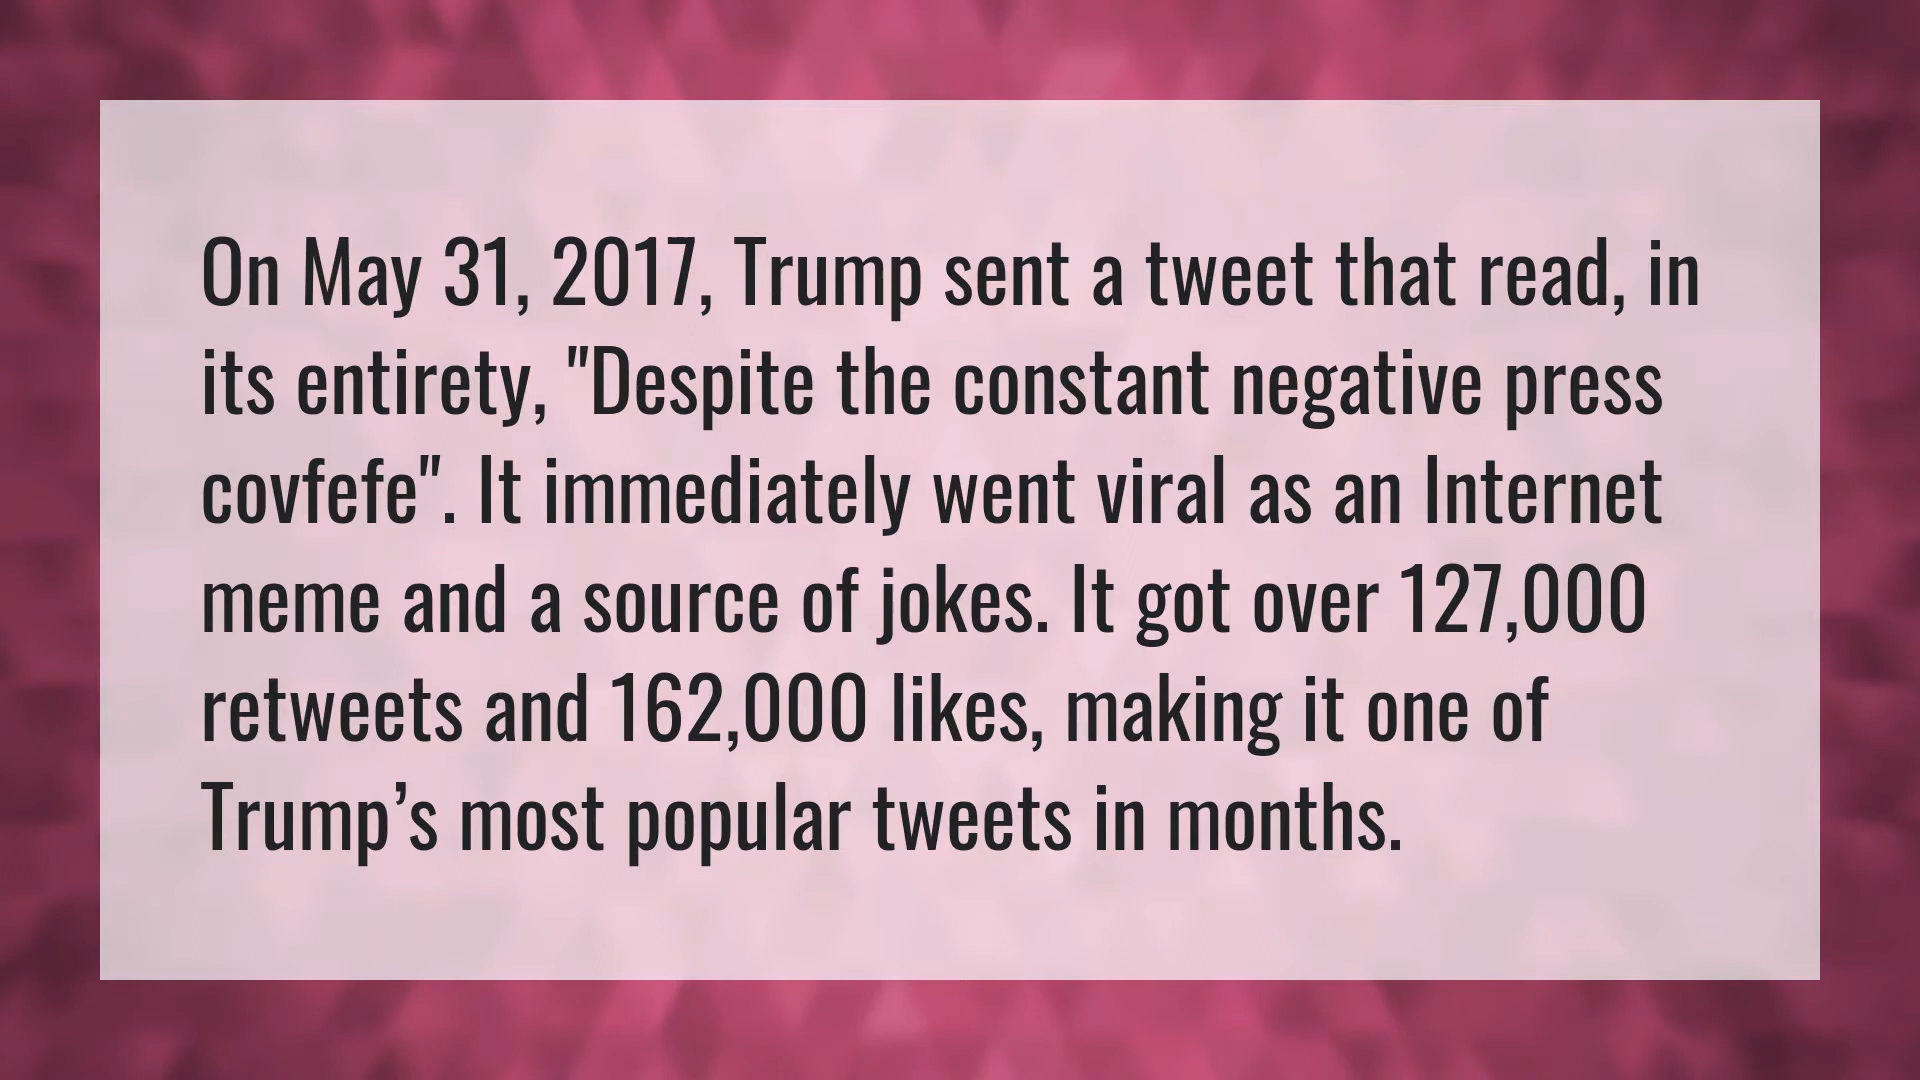 On May 31, 2017, Trump sent a tweet that read, in
its entirety, "Despite the constant negative press
covfefe". It immediately went viral as an Internet
meme and a source of jokes. It got over 127,000
retweets and 162,000 likes, making it one of
Trump’s most popular tweets in months.